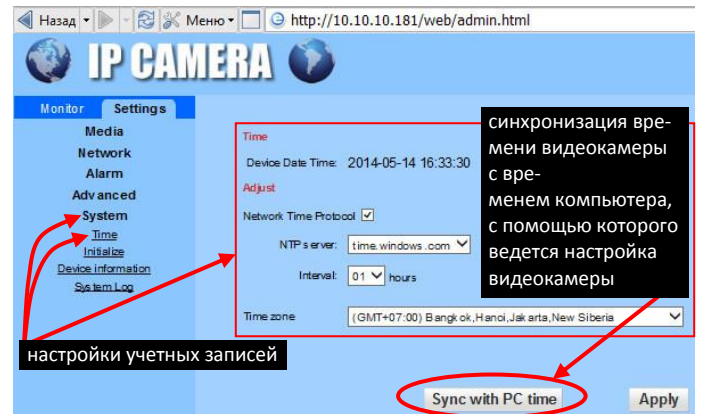 Назад Меню http://10.10.10.181/web/admin.html
IP CAMERA
Monitor Settings
Media
Network
Alarm
Advanced
System
Time
Initialize
Device information
System Log
Time
Device Date Time: 2014-05-14 16:33:30
Adjust
Network Time Protocol
NTP server: time.windows.com
Interval: 01 hours
Time zone (GMT+07:00) Bangkok,Hanoi,Jakarta,New Siberia
синхронизация вре-
мени видеокамеры
с вре-
менем компьютера,
с помощью которого
ведется настройка
видеокамеры
настройки учетных записей
Sync with PC time Apply